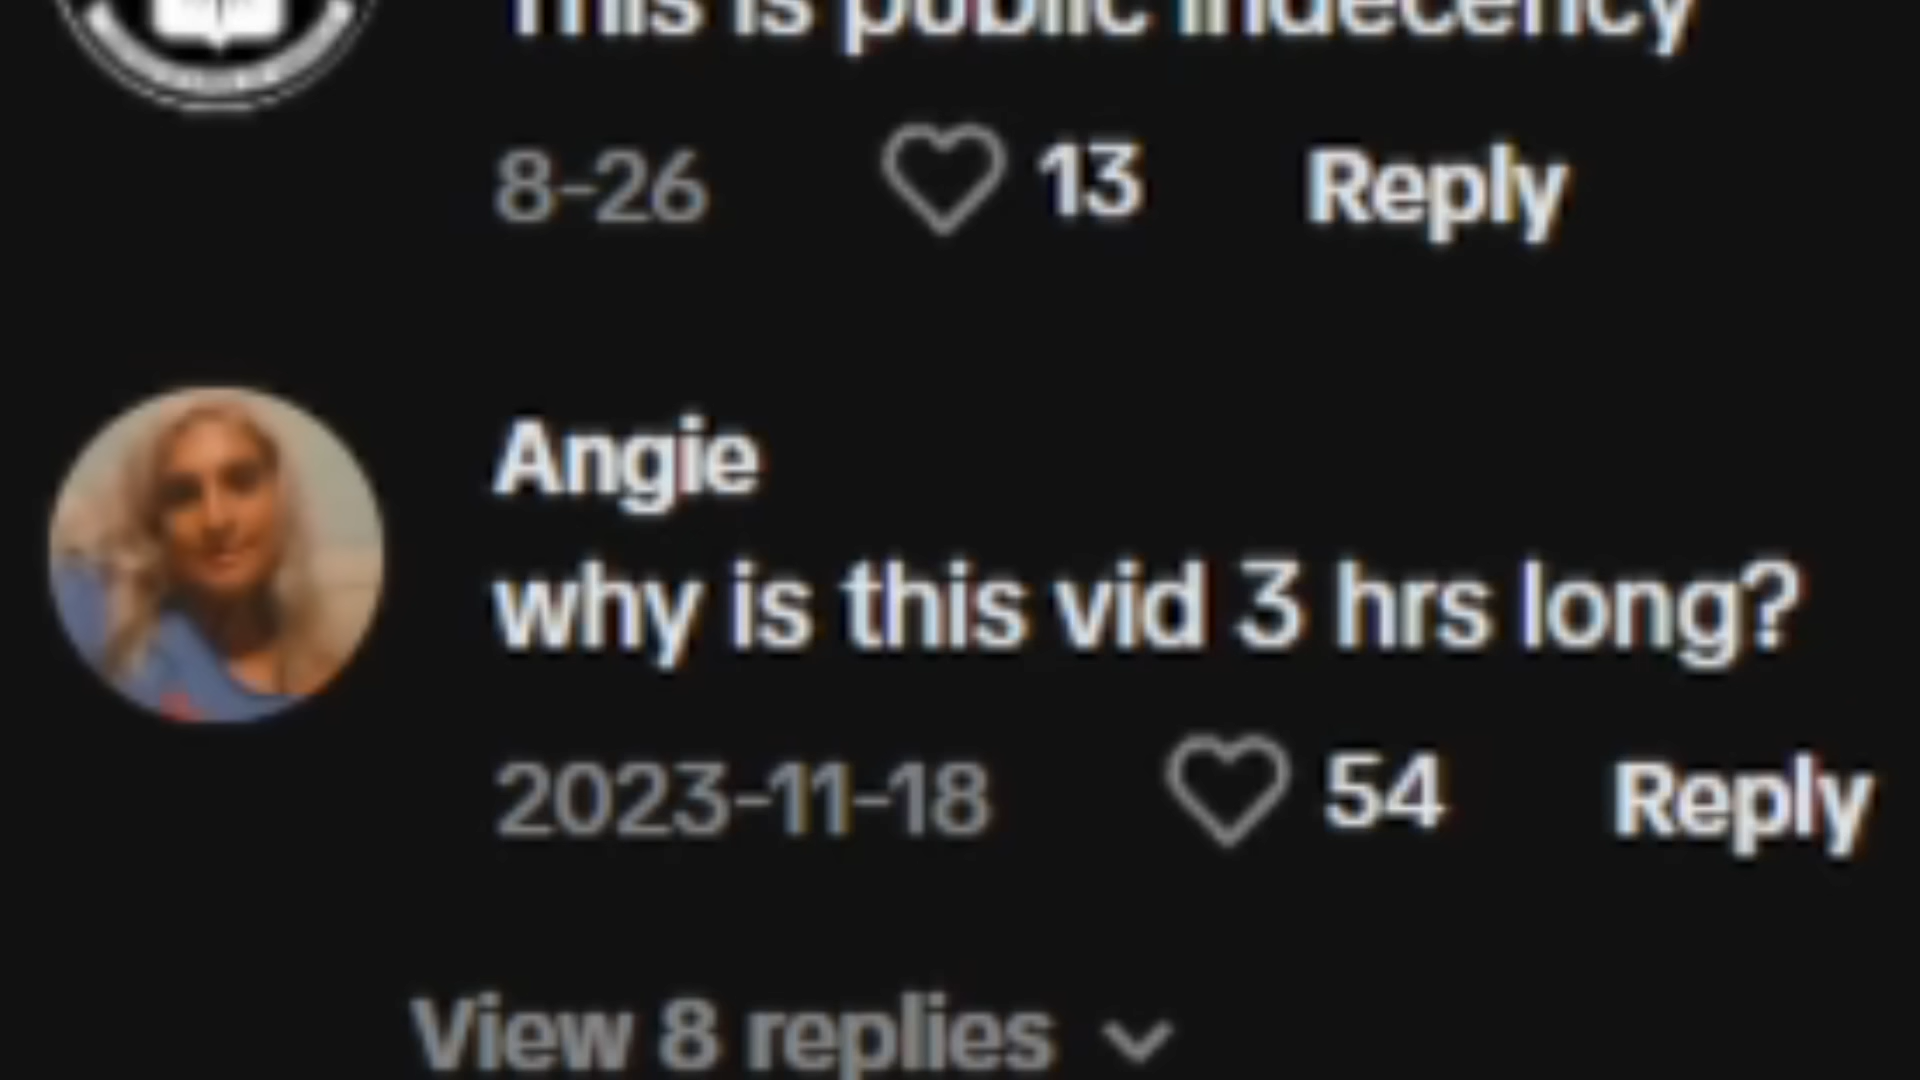 This is public indecency
8-26 13 Reply
Angie
why is this vid 3 hrs long?
2023-11-18 54 Reply
View 8 replies